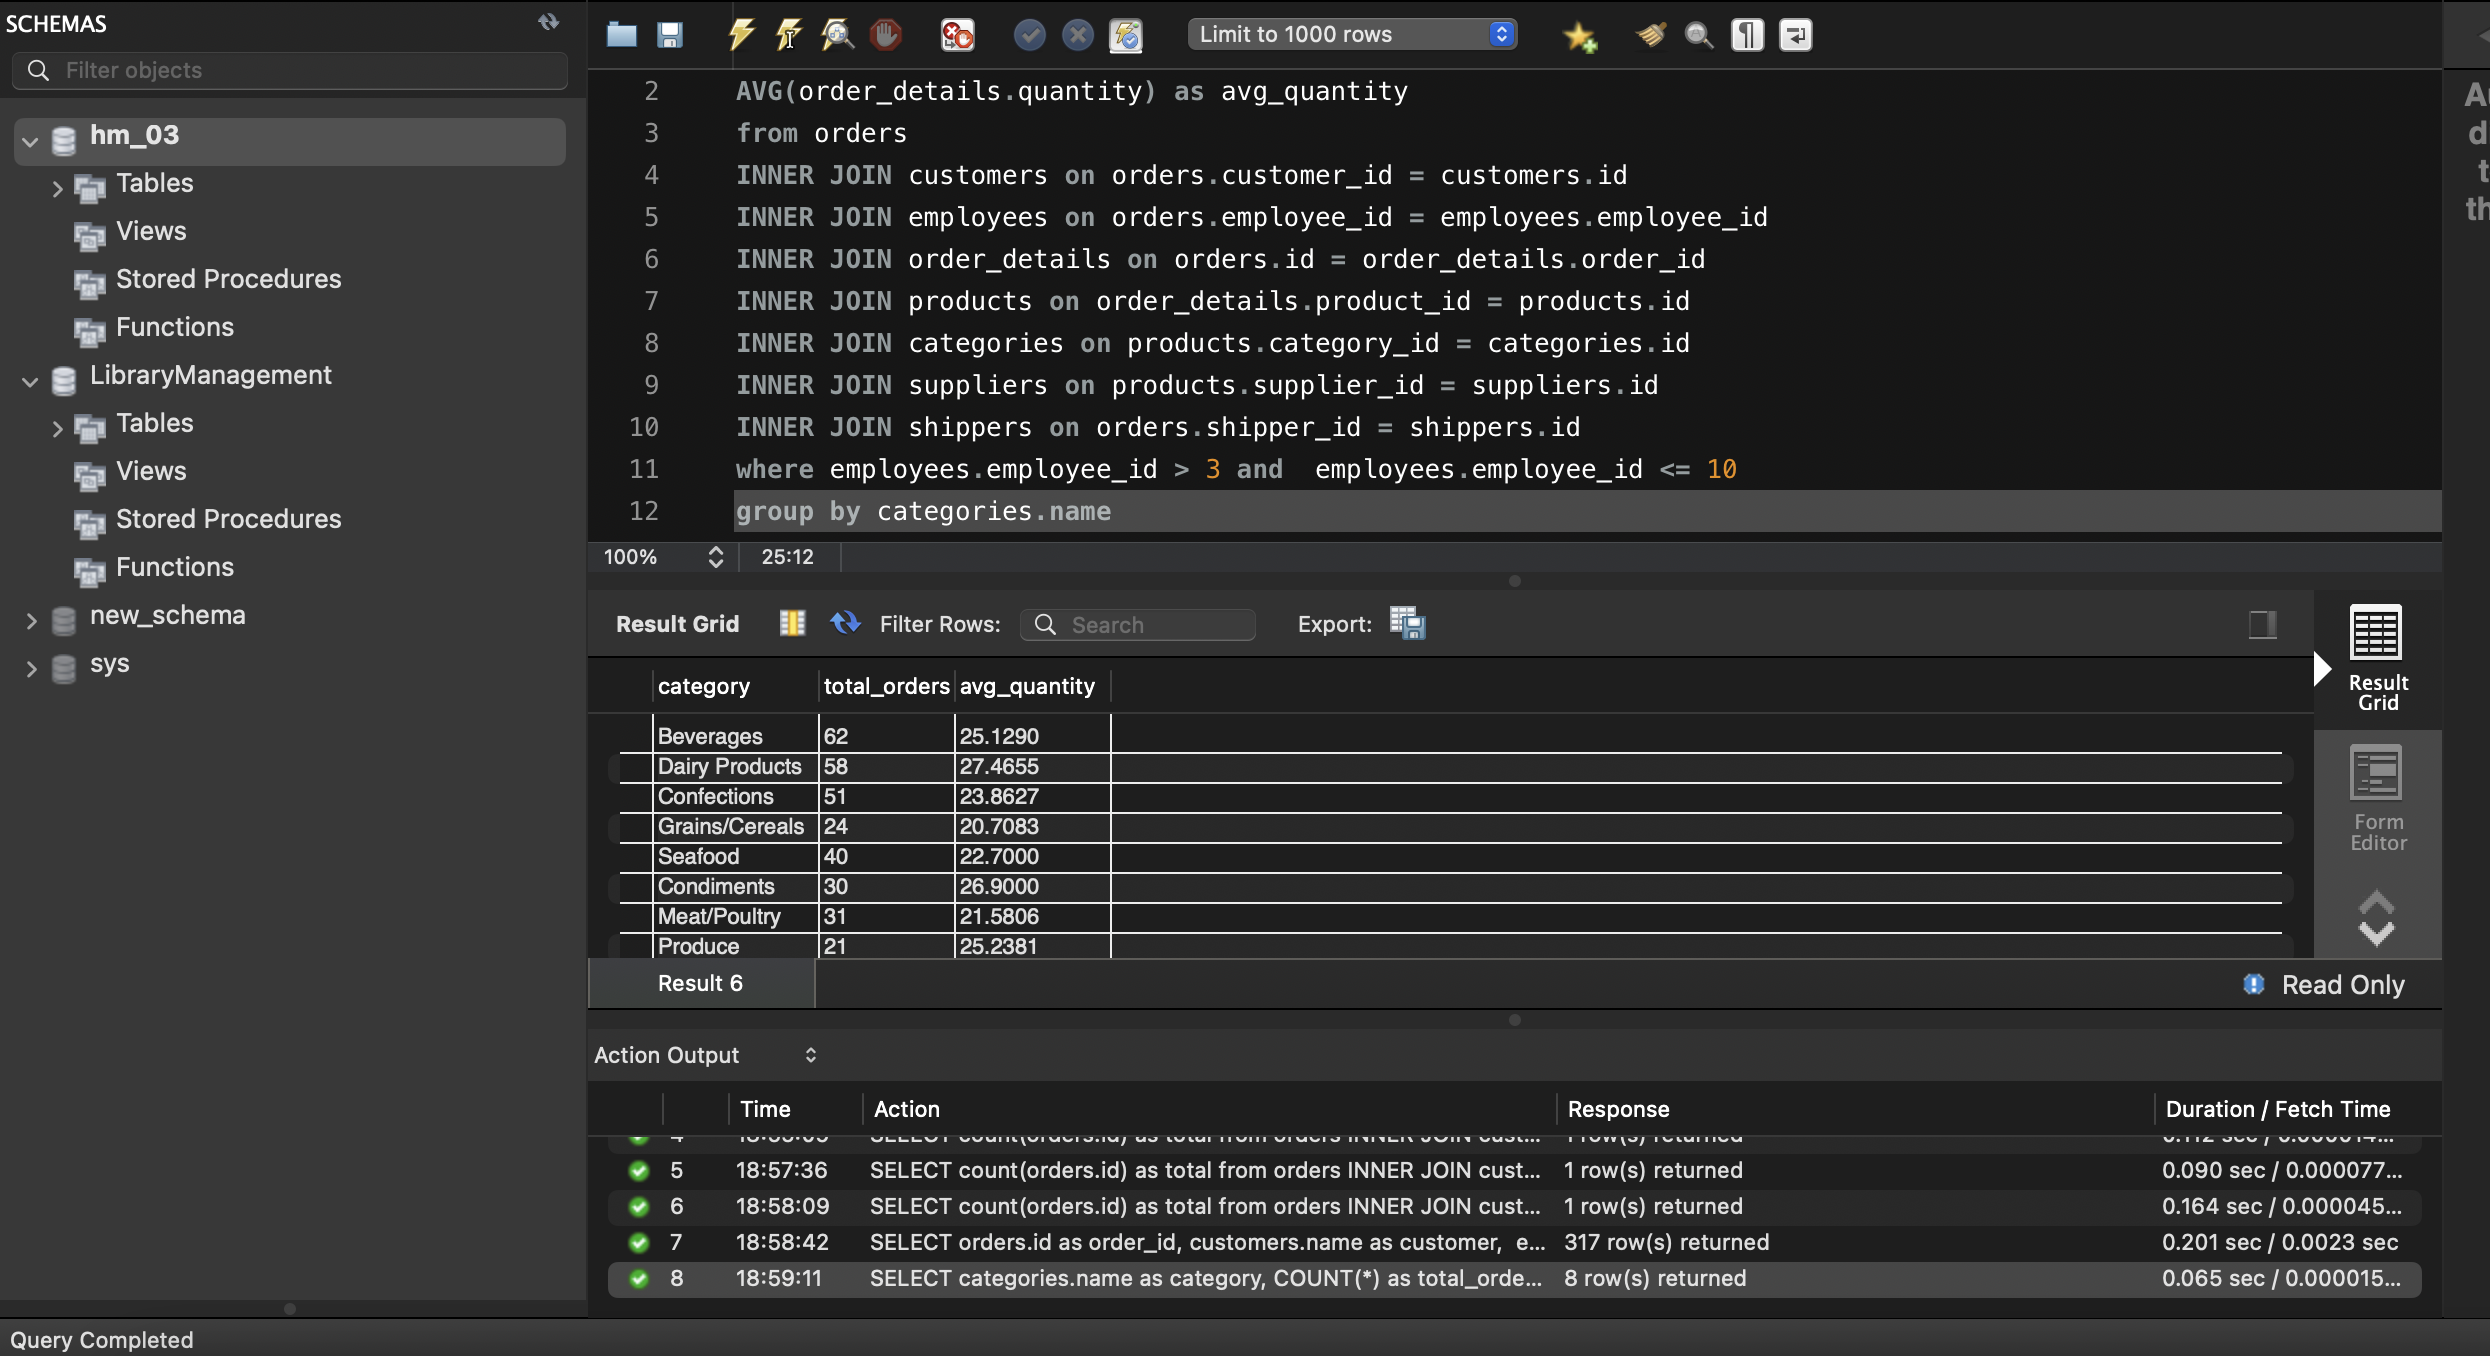 SCHEMAS
Filter objects
hm_03
Tables
Views
Stored Procedures
Functions
LibraryManagement
Tables
Views
Stored Procedures
Functions
new_schema
sys
Limit to 1000 rows
2 AVG(order_details.quantity) as avg_quantity
3 from orders
4 INNER JOIN customers on orders.customer_id = customers.id
5 INNER JOIN employees on orders.employee_id = employees.employee_id
6 INNER JOIN order_details on orders.id = order_details.order_id
7 INNER JOIN products on order_details.product_id = products.id
8 INNER JOIN categories on products.category_id = categories.id
9 INNER JOIN suppliers on products.supplier_id = suppliers.id
10 INNER JOIN shippers on orders.shipper_id = shippers.id
11 where employees.employee_id > 3 and  employees.employee_id <= 10
12 group by categories.name
100% 25:12
Result Grid Filter Rows: Search Export:
category total_orders avg_quantity
Beverages 62 25.1290
Dairy Products 58 27.4655
Confections 51 23.8627
Grains/Cereals 24 20.7083
Seafood 40 22.7000
Condiments 30 26.9000
Meat/Poultry 31 21.5806
Produce 21 25.2381
Result
Grid
Form
Editor
Result 6 Read Only
Action Output
Time Action Response Duration / Fetch Time
5 18:57:36 SELECT count(orders.id) as total from orders INNER JOIN cust... 1 row(s) returned 0.090 sec / 0.000077...
6 18:58:09 SELECT count(orders.id) as total from orders INNER JOIN cust... 1 row(s) returned 0.164 sec / 0.000045...
7 18:58:42 SELECT orders.id as order_id, customers.name as customer,  e... 317 row(s) returned 0.201 sec / 0.0023 sec
8 18:59:11 SELECT categories.name as category, COUNT(*) as total_orde... 8 row(s) returned 0.065 sec / 0.000015...
Query Completed